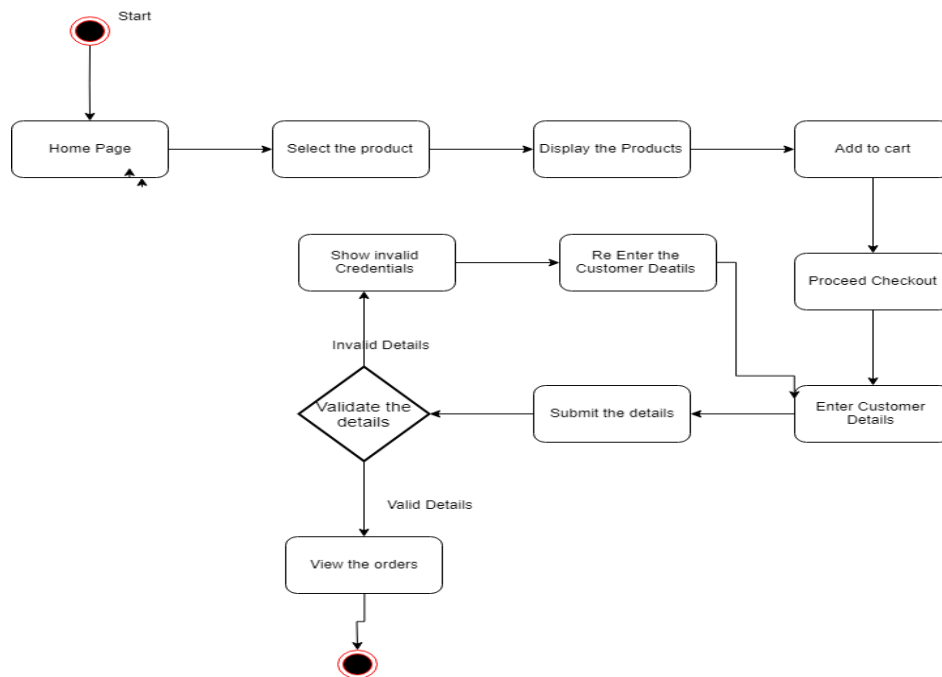 Start
Home Page
Select the product
Display the Products
Add to cart
Show invalid
Credentials
Re Enter the
Customer Deatils
Proceed Checkout
Invalid Details
Validate the
details
Submit the details
Enter Customer
Details
Valid Details
View the orders